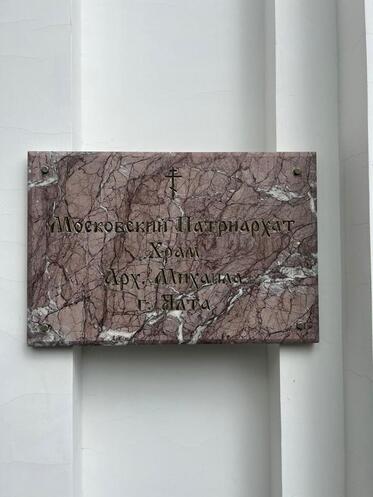 Московский Патриархат
Храм
Арх. Михаила
г. Ялта